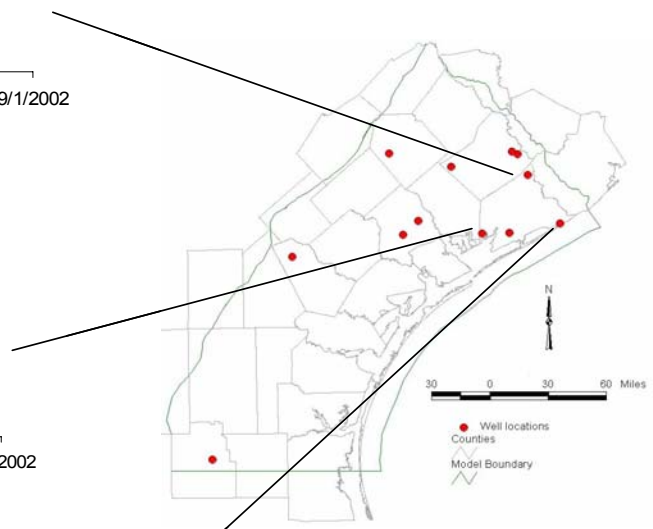 9/1/2002
N
30 0 30 60 Miles
Well locations
Counties
Model Boundary
2002